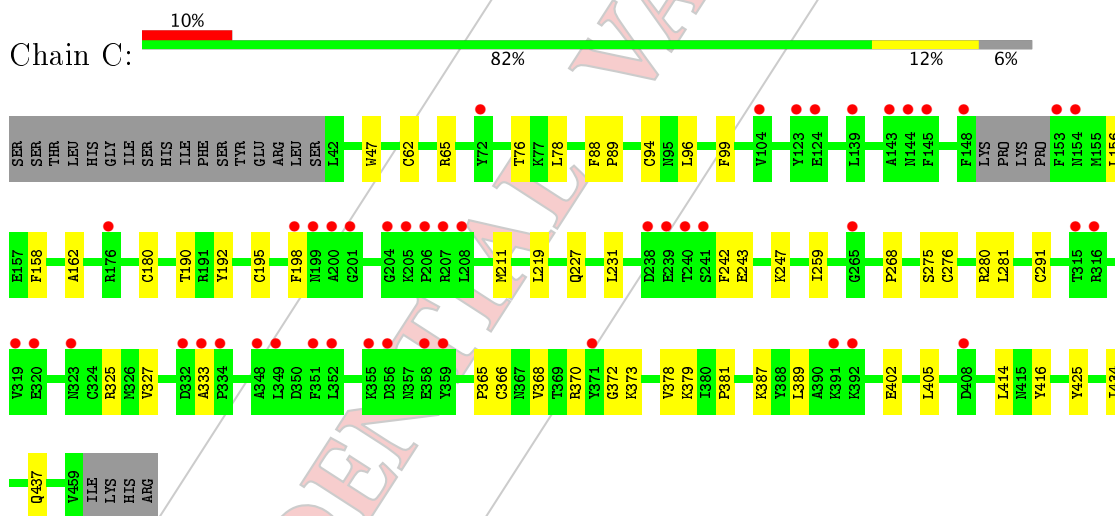 10%
Chain C:
82%
12%
6%
SER SER THR LEU HIS GLY ILE SER HIS ILE PHE SER TYR GLU ARG LEU SER L42 W47 C62 R65 Y72 T76 K77 L78 F88 P89 C94 N95 L96 F99 V104 Y123 E124 L139 A143 N144 F145 F148 LYS PRO LYS PRO F153 N154 M155 L156
E157 F158 A162 R176 C180 T190 R191 Y192 C195 F198 N199 A200 G201 G204 K205 P206 R207 L208 M211 L219 Q227 L231 D238 E239 T240 S241 F242 E243 K247 I259 G265 P268 S275 C276 R280 L281 C291 T315 R316
V319 E320 N323 C324 R325 M326 V327 D332 A333 P334 A348 L349 D350 F351 L352 K355 D356 N357 E358 Y359 P365 C366 N367 V368 T369 R370 Y371 G372 K373 V378 K379 I380 P381 K387 Y388 L389 A390 K391 K392 E402 L405 D408 L414 N415 Y416 Y425 I434
Q437 V459 ILE LYS HIS ARG
DENTIAL VA